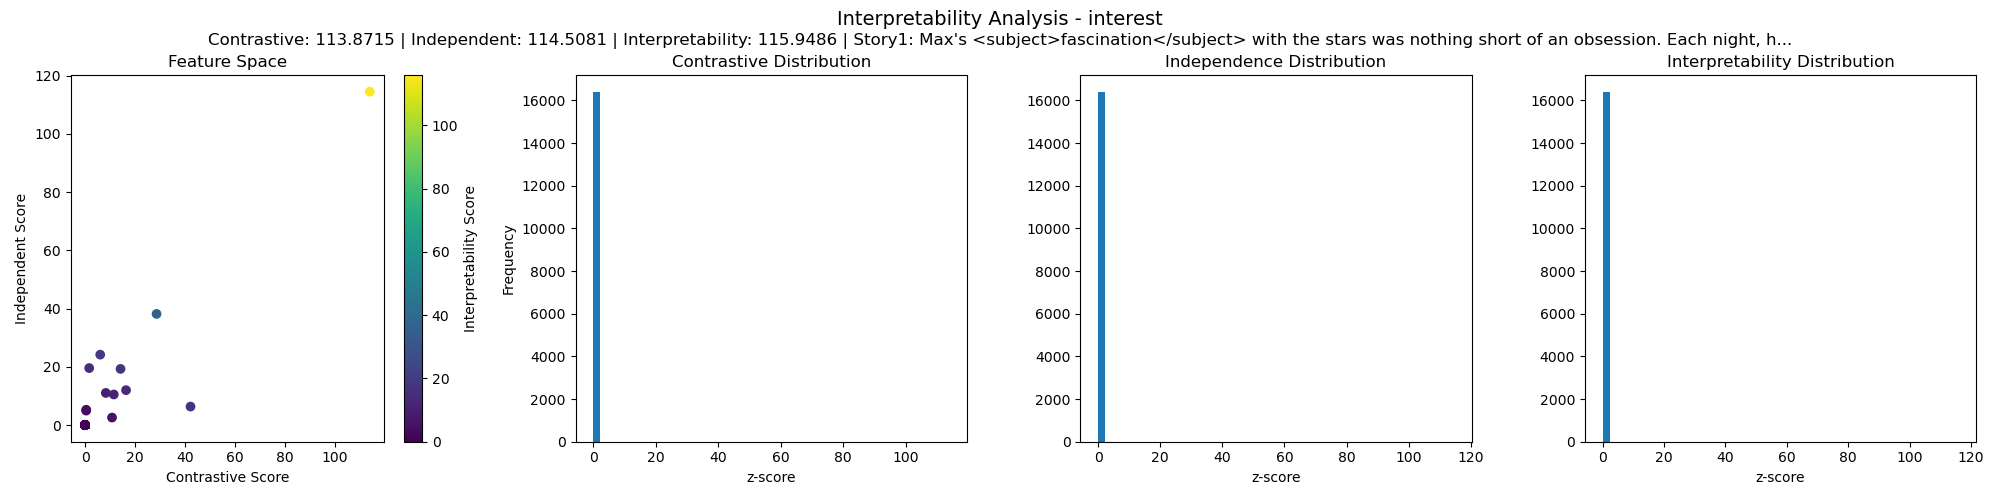 Interpretability Analysis - interest
Contrastive: 113.8715 | Independent: 114.5081 | Interpretability: 115.9486 | Story1: Max's <subject>fascination</subject> with the stars was nothing short of an obsession. Each night, h...
Feature Space
120
100
80
60
40
20
0
Independent Score
0 20 40 60 80 100
Contrastive Score
100
80
60
40
20
0
Interpretability Score
Contrastive Distribution
16000
14000
12000
10000
8000
6000
4000
2000
0
Frequency
0 20 40 60 80 100
z-score
Independence Distribution
16000
14000
12000
10000
8000
6000
4000
2000
0
0 20 40 60 80 100 120
z-score
Interpretability Distribution
16000
14000
12000
10000
8000
6000
4000
2000
0
0 20 40 60 80 100 120
z-score